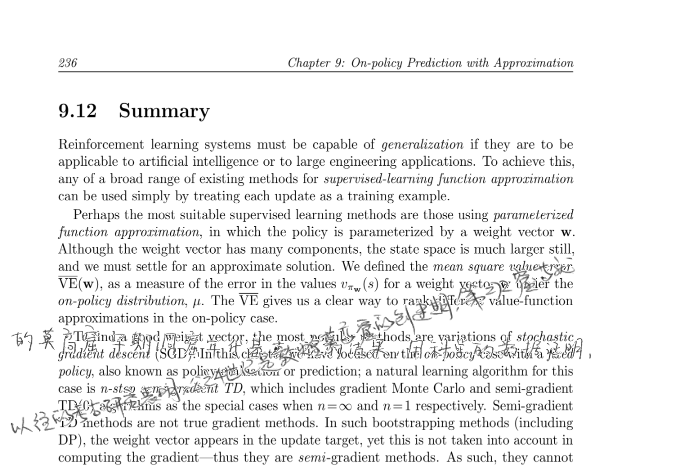 236
Chapter 9: On-policy Prediction with Approximation
9.12 Summary
Reinforcement learning systems must be capable of generalization if they are to be
applicable to artificial intelligence or to large engineering applications. To achieve this,
any of a broad range of existing methods for supervised-learning function approximation
can be used simply by treating each update as a training example.
Perhaps the most suitable supervised learning methods are those using parameterized
function approximation, in which the policy is parameterized by a weight vector w.
Although the weight vector has many components, the state space is much larger still,
and we must settle for an approximate solution. We defined the mean square value error,
VE(w), as a measure of the error in the values vπw(s) for a weight vector w under the
on-policy distribution, μ. The VE gives us a clear way to rank different value-function
approximations in the on-policy case.
To find a good weight vector, the most popular methods are variations of stochastic
gradient descent (SGD). In this chapter we have focused on the on-policy case with a fixed
policy, also known as policy evaluation or prediction; a natural learning algorithm for this
case is n-step semi-gradient TD, which includes gradient Monte Carlo and semi-gradient
TD(0) algorithms as the special cases when n=∞ and n=1 respectively. Semi-gradient
TD methods are not true gradient methods. In such bootstrapping methods (including
DP), the weight vector appears in the update target, yet this is not taken into account in
computing the gradient—thus they are semi-gradient methods. As such, they cannot